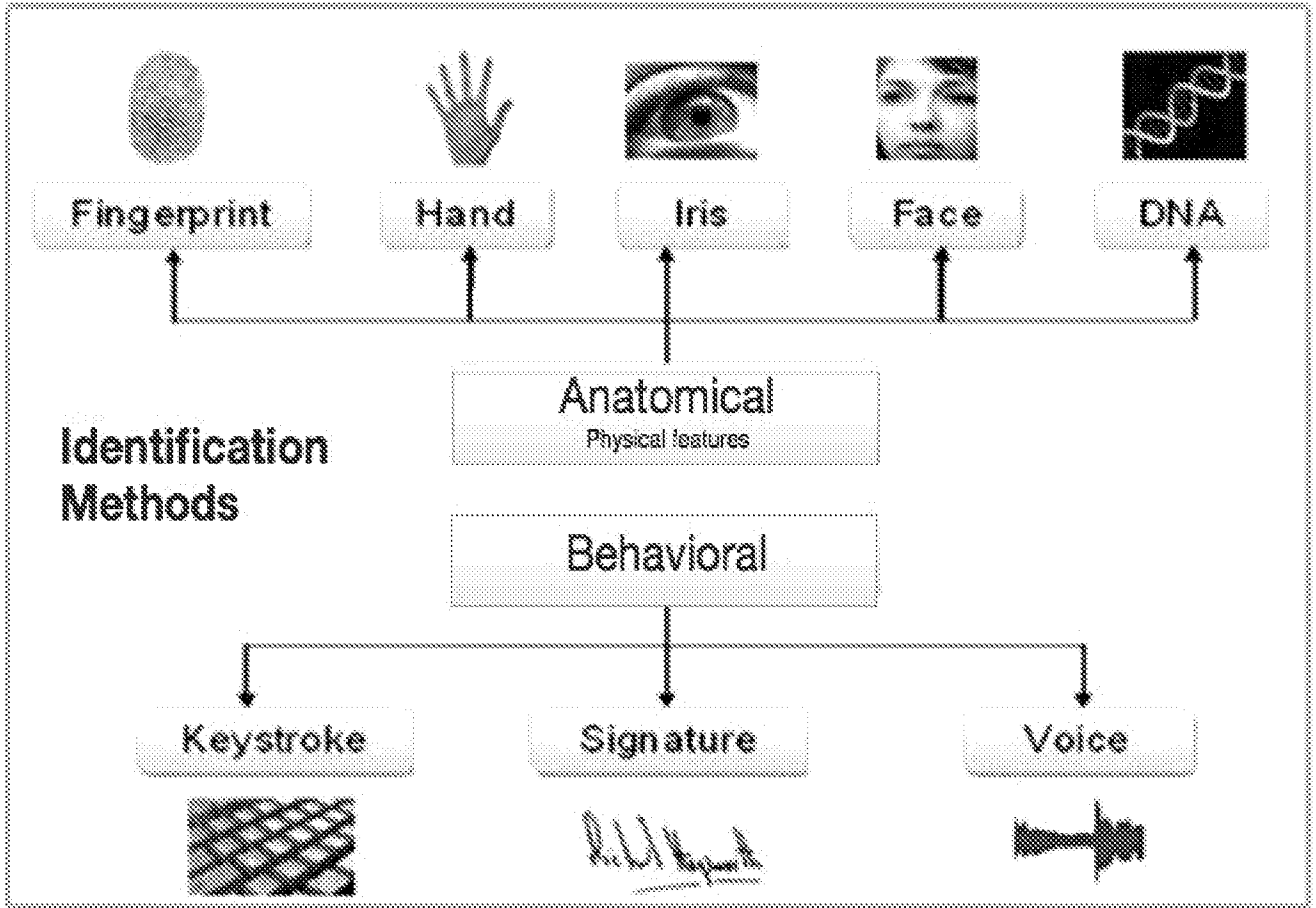 Fingerprint
Hand
Iris
Face
DNA
Anatomical
Physical features
Identification
Methods
Behavioral
Keystroke
Signature
Voice